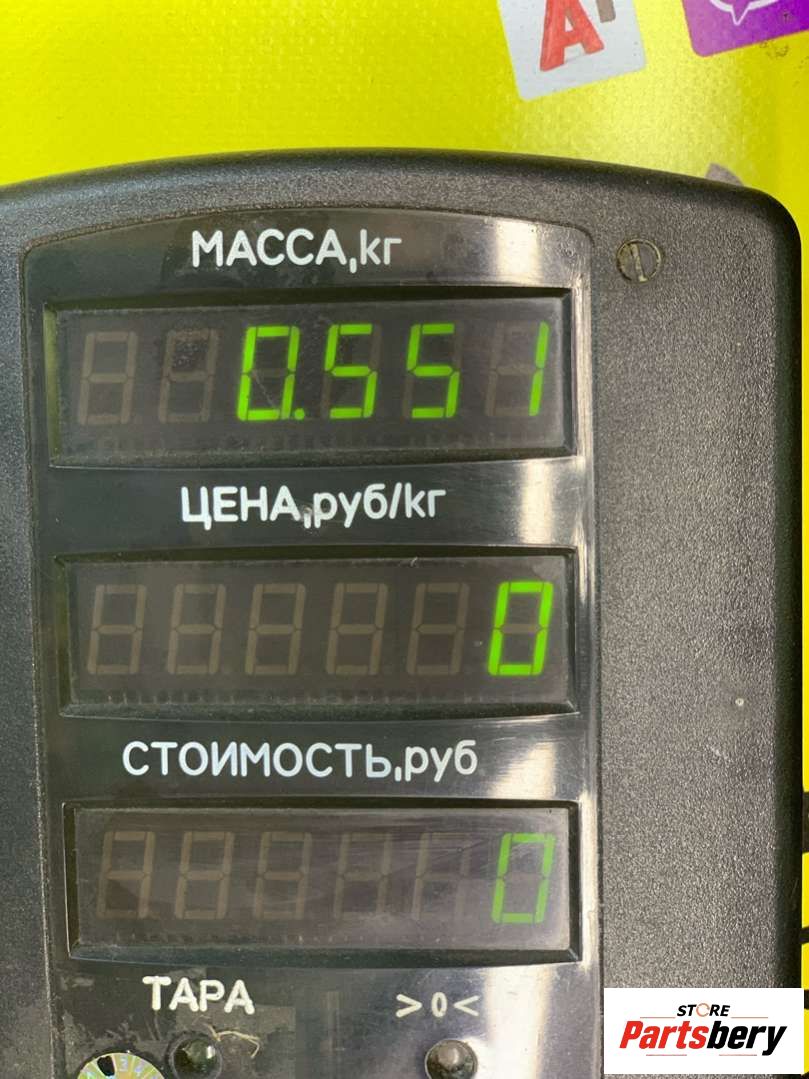 A
МАССА,кг
0.551
ЦЕНА,руб/кг
0
СТОИМОСТЬ,руб
0
ТАРА >0<
STORE
Partsbery